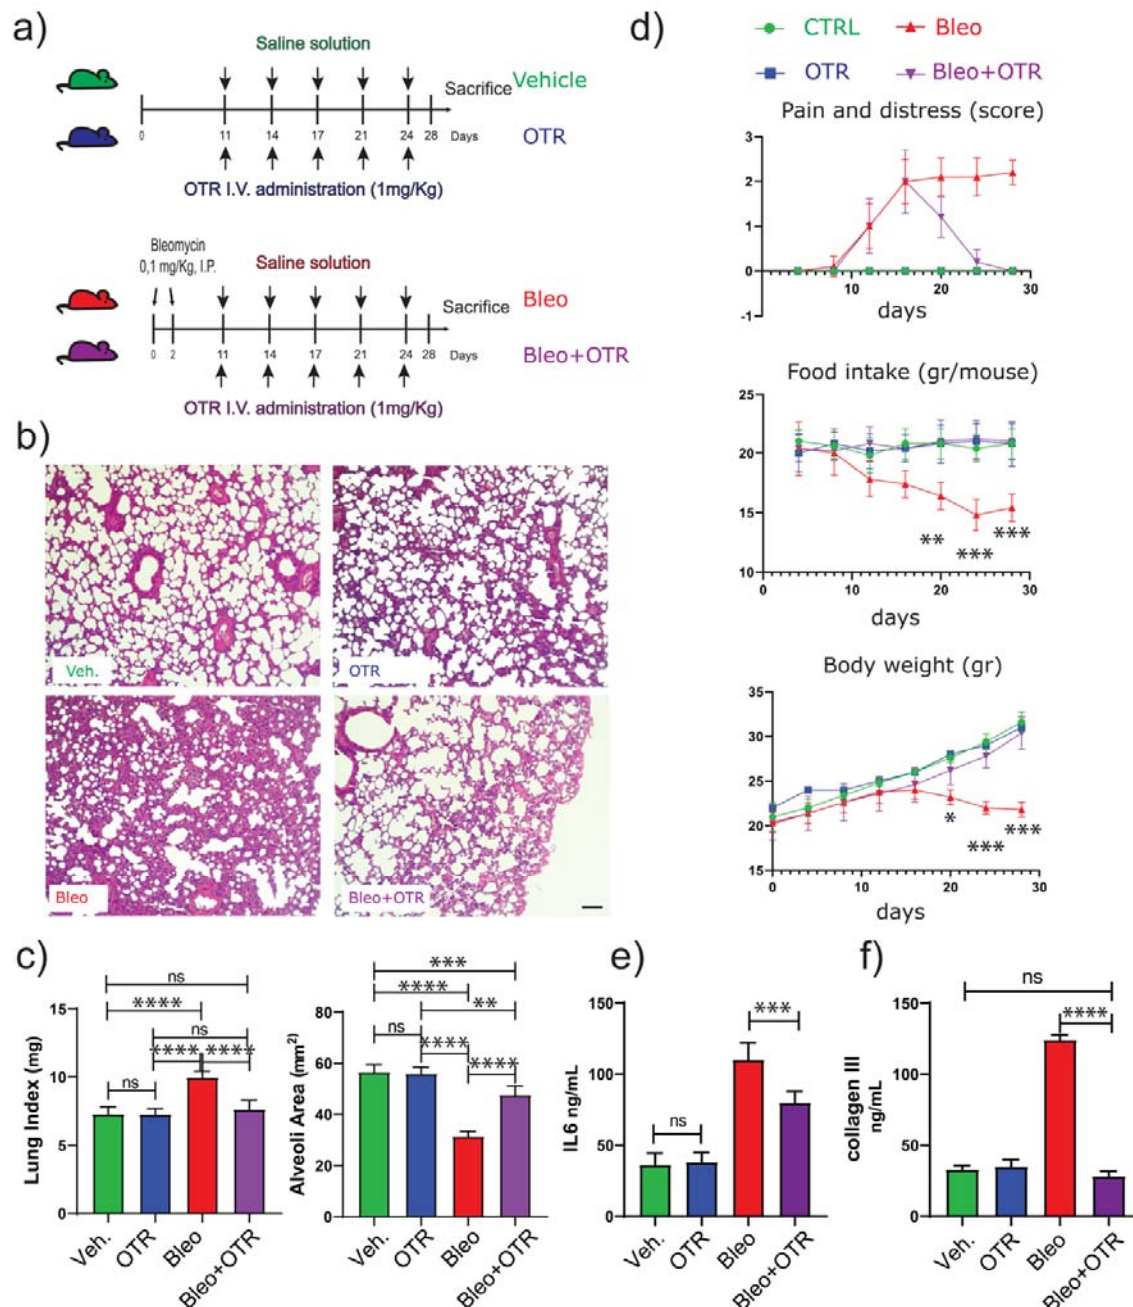 a)
Saline solution
Sacrifice
Vehicle
0 11 14 17 21 24 28 Days
OTR
OTR I.V. administration (1mg/Kg)
Bleomycin
0,1 mg/Kg, I.P.
Saline solution
Sacrifice
Bleo
0 2 11 14 17 21 24 28 Days
Bleo+OTR
OTR I.V. administration (1mg/Kg)
b)
Veh.
OTR
Bleo
Bleo+OTR
c)
ns
****
ns
**** ****
ns
Lung Index (mg)
15
10
5
0
Veh. OTR Bleo Bleo+OTR
***
****
**
ns
****
****
Alveoli Area (mm²)
80
60
40
20
0
Veh. OTR Bleo Bleo+OTR
d)
CTRL Bleo
OTR Bleo+OTR
Pain and distress (score)
3
2
1
0
-1
10 20 30
days
Food intake (gr/mouse)
25
20
15
10
** *** ***
0 10 20 30
days
Body weight (gr)
35
30
25
20
15
* *** ***
0 10 20 30
days
e)
***
ns
IL6 ng/mL
150
100
50
0
Veh. OTR Bleo Bleo+OTR
f)
ns
****
collagen III
ng/mL
150
100
50
0
Veh. OTR Bleo Bleo+OTR